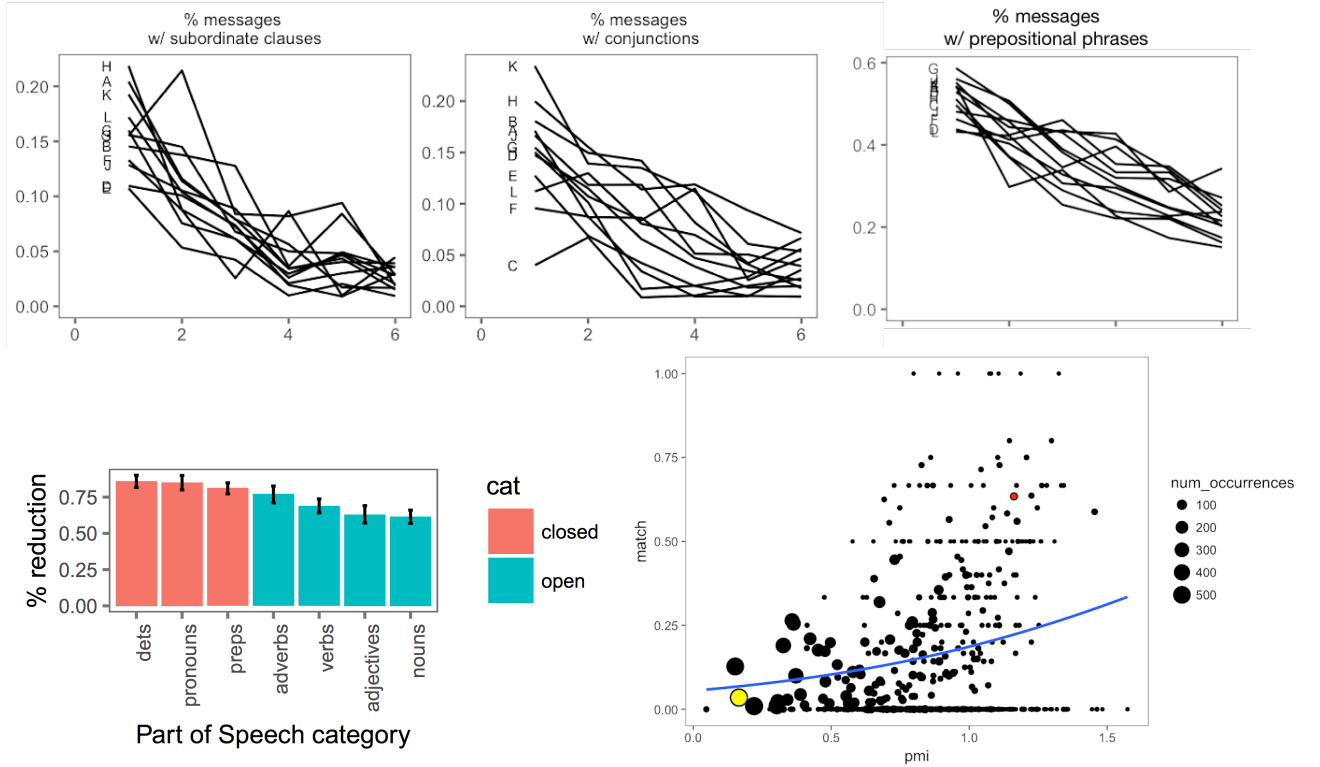 % messages
w/ subordinate clauses
0.20
0.15
0.10
0.05
0.00
H
A
K
L
G
B
F
J
D
E
0
2
4
6
% messages
w/ conjunctions
0.20
0.15
0.10
0.05
0.00
K
H
B
A
J
G
D
E
L
F
C
0
2
4
6
% messages
w/ prepositional phrases
0.6
0.4
0.2
0.0
G
H
C
J
F
D
% reduction
0.75
0.50
0.25
0.00
dets
pronouns
preps
adverbs
verbs
adjectives
nouns
Part of Speech category
cat
closed
open
match
1.00
0.75
0.50
0.25
0.00
0.0
0.5
1.0
1.5
pmi
num_occurrences
100
200
300
400
500